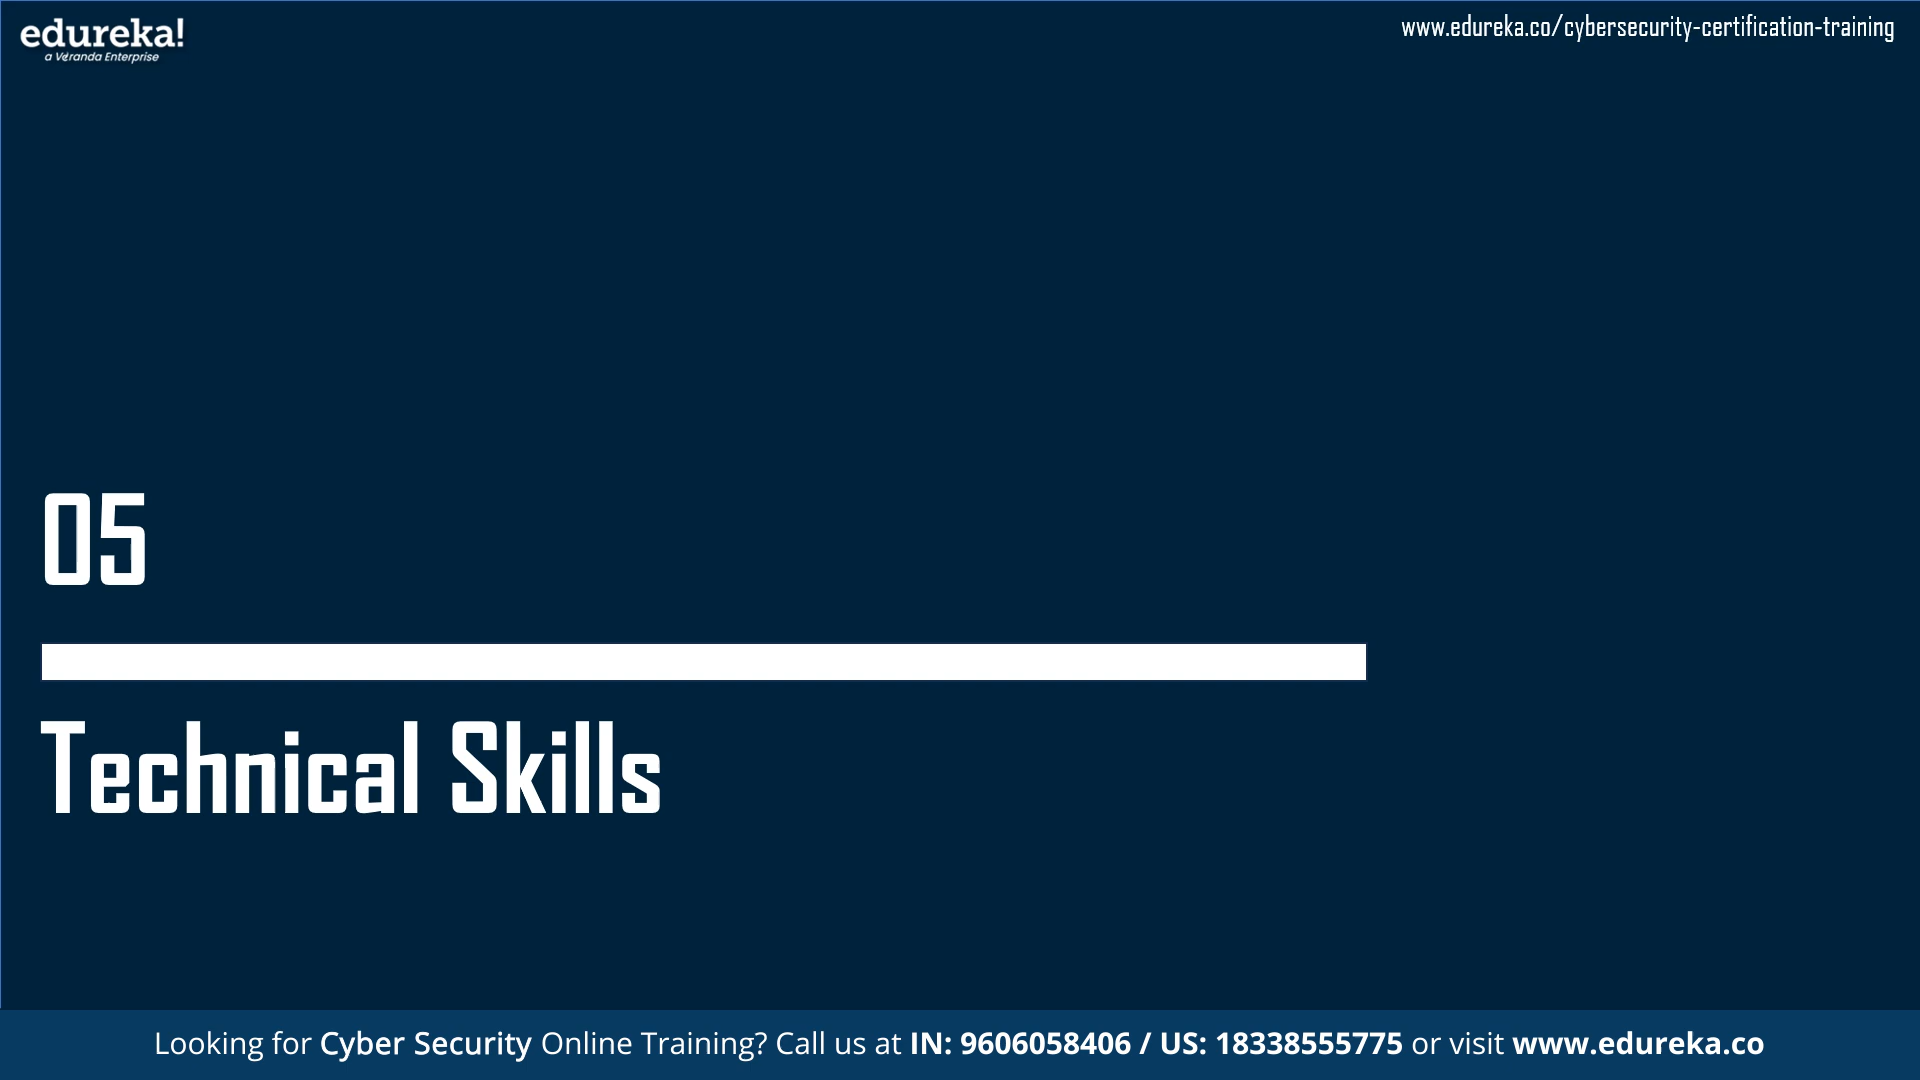 edureka!
a Veranda Enterprise
www.edureka.co/cybersecurity-certification-training
05
Technical Skills
Looking for Cyber Security Online Training? Call us at IN: 9606058406 / US: 18338555775 or visit www.edureka.co